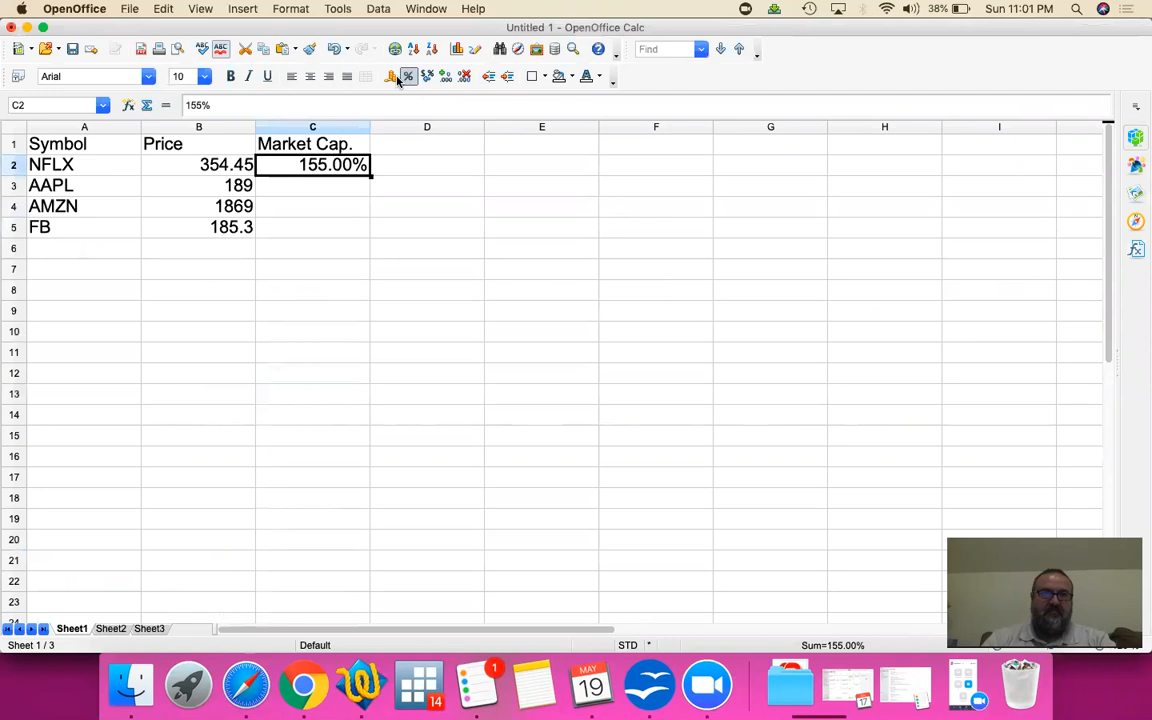 OpenOffice File Edit View Insert Format Tools Data Window Help 38% Sun 11:01 PM
Untitled 1 - OpenOffice Calc
Find
Arial 10 B I U
C2 155%
A B C D E F G H I
1 Symbol Price Market Cap.
2 NFLX 354.45 155.00%
3 AAPL 189
4 AMZN 1869
5 FB 185.3
6
7
8
9
10
11
12
13
14
15
16
17
18
19
20
21
22
23
Sheet1 Sheet2 Sheet3
Sheet 1 / 3 Default STD * Sum=155.00%
14 1 MAY 19 17